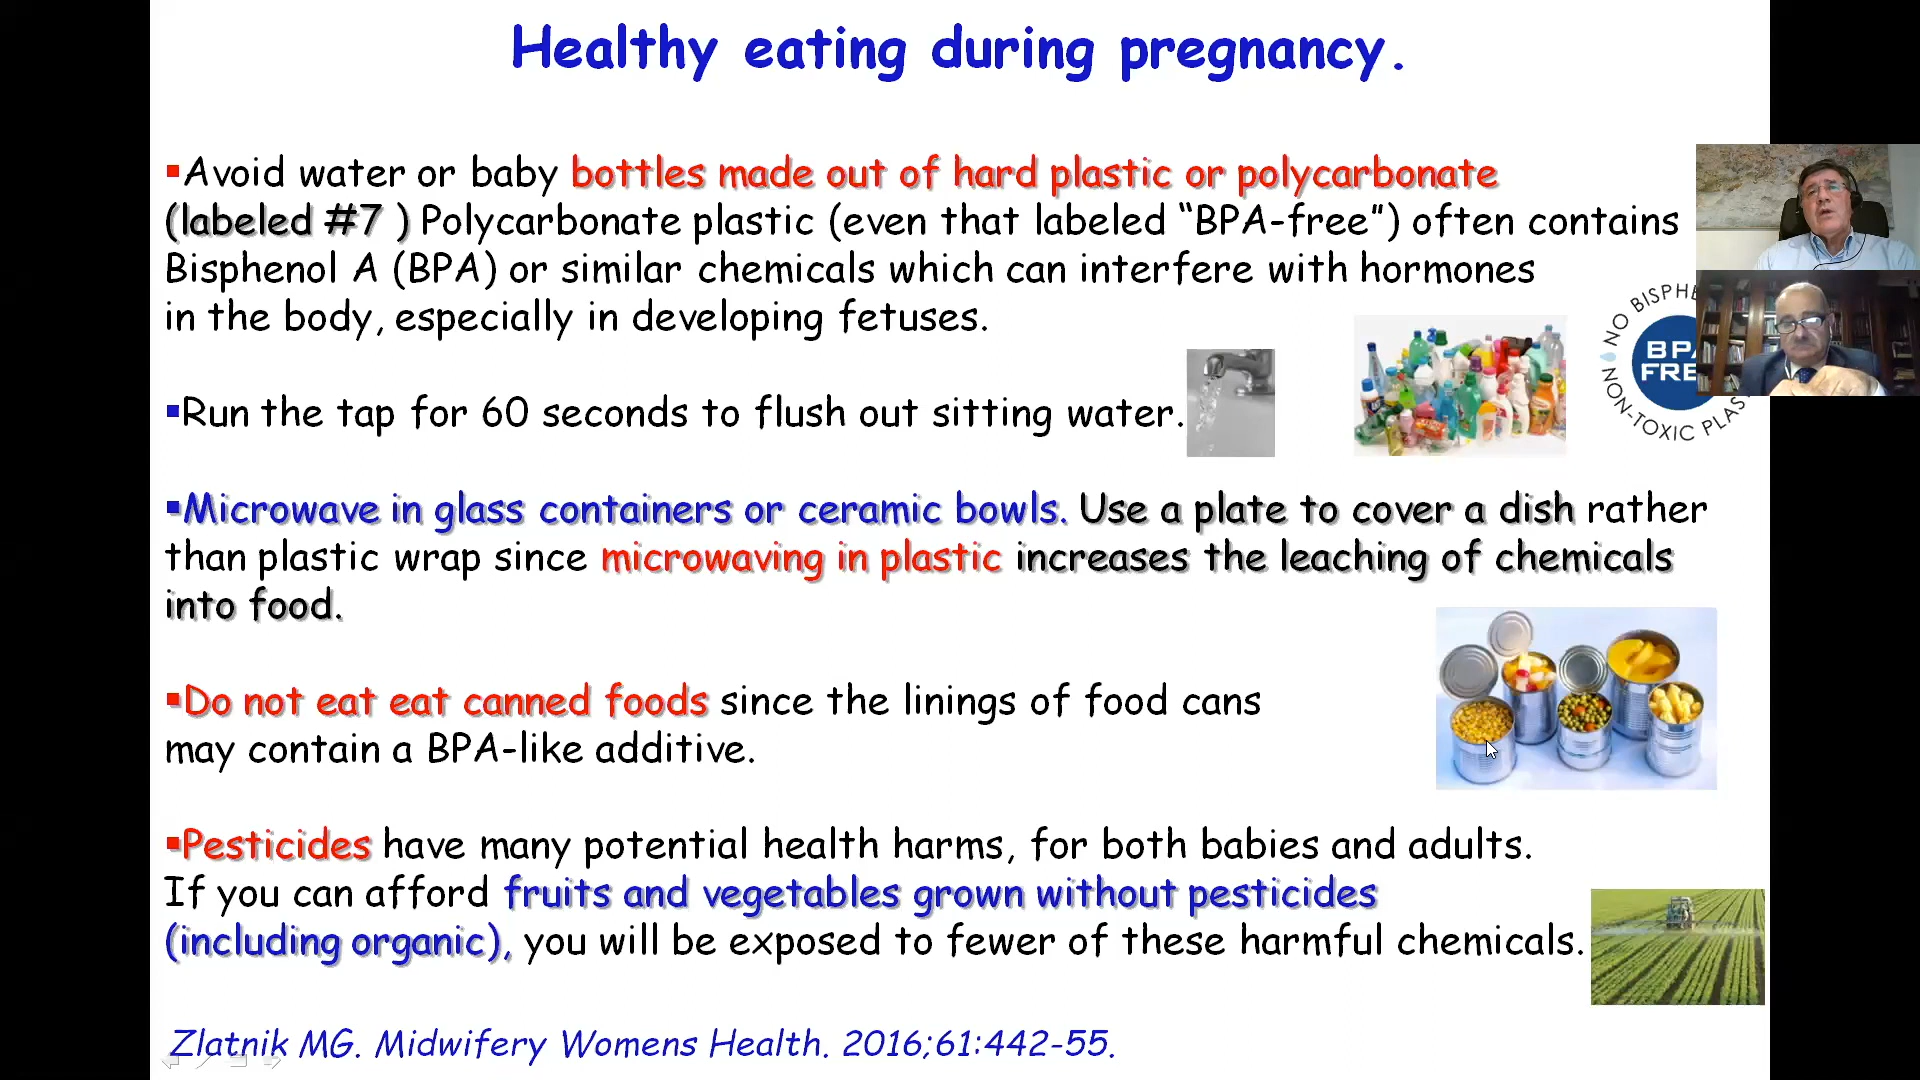 Healthy eating during pregnancy.
▪Avoid water or baby bottles made out of hard plastic or polycarbonate
(labeled #7 ) Polycarbonate plastic (even that labeled “BPA-free”) often contains
Bisphenol A (BPA) or similar chemicals which can interfere with hormones
in the body, especially in developing fetuses.
NO BISPHE
BPA
FRE
NON-TOXIC PLAS
▪Run the tap for 60 seconds to flush out sitting water.
▪Microwave in glass containers or ceramic bowls. Use a plate to cover a dish rather
than plastic wrap since microwaving in plastic increases the leaching of chemicals
into food.
▪Do not eat eat canned foods since the linings of food cans
may contain a BPA-like additive.
▪Pesticides have many potential health harms, for both babies and adults.
If you can afford fruits and vegetables grown without pesticides
(including organic), you will be exposed to fewer of these harmful chemicals.
Zlatnik MG. Midwifery Womens Health. 2016;61:442-55.